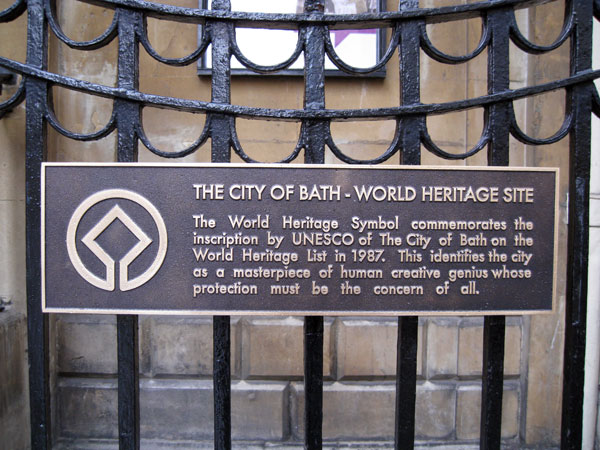 THE CITY OF BATH - WORLD HERITAGE SITE
The World Heritage Symbol commemorates the
inscription by UNESCO of The City of Bath on the
World Heritage List in 1987. This identifies the city
as a masterpiece of human creative genius whose
protection must be the concern of all.